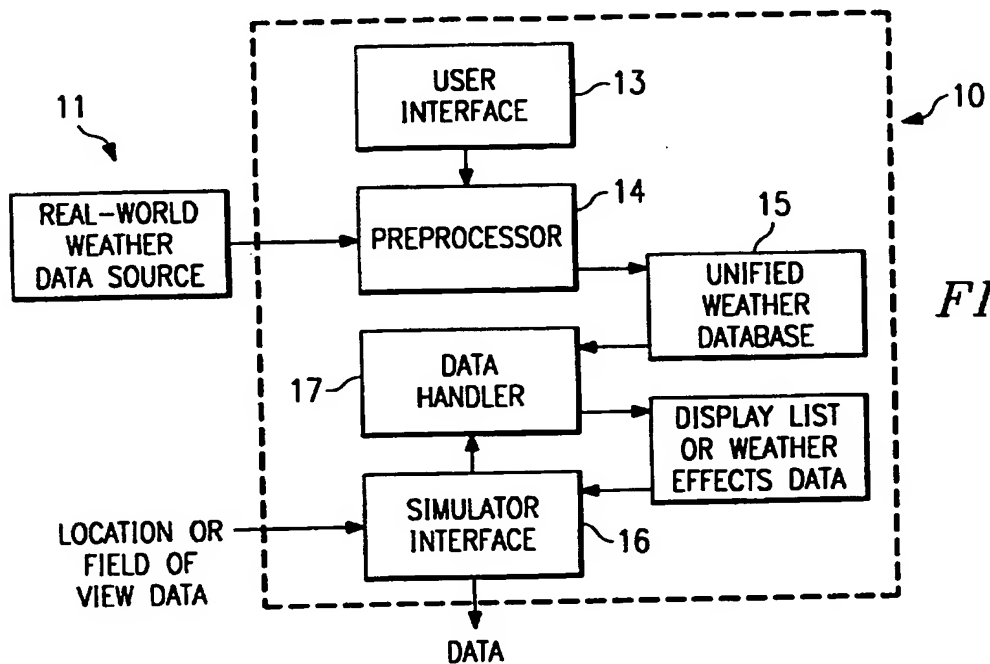 USER
INTERFACE
13
10
11
REAL-WORLD
WEATHER
DATA SOURCE
PREPROCESSOR
14
15
UNIFIED
WEATHER
DATABASE
FI
17
DATA
HANDLER
DISPLAY LIST
OR WEATHER
EFFECTS DATA
LOCATION OR
FIELD OF
VIEW DATA
SIMULATOR
INTERFACE
16
DATA